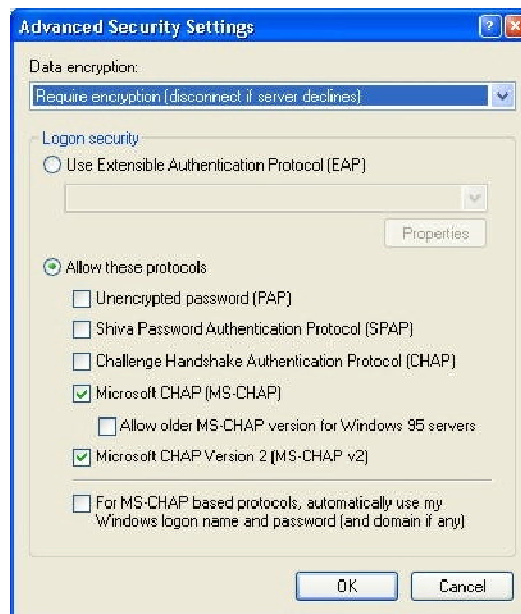 Advanced Security Settings
Data encryption:
Require encryption (disconnect if server declines)
Logon security
Use Extensible Authentication Protocol (EAP)
Properties
Allow these protocols
Unencrypted password (PAP)
Shiva Password Authentication Protocol (SPAP)
Challenge Handshake Authentication Protocol (CHAP)
Microsoft CHAP (MS-CHAP)
Allow older MS-CHAP version for Windows 95 servers
Microsoft CHAP Version 2 (MS-CHAP v2)
For MS-CHAP based protocols, automatically use my
Windows logon name and password (and domain if any)
OK Cancel